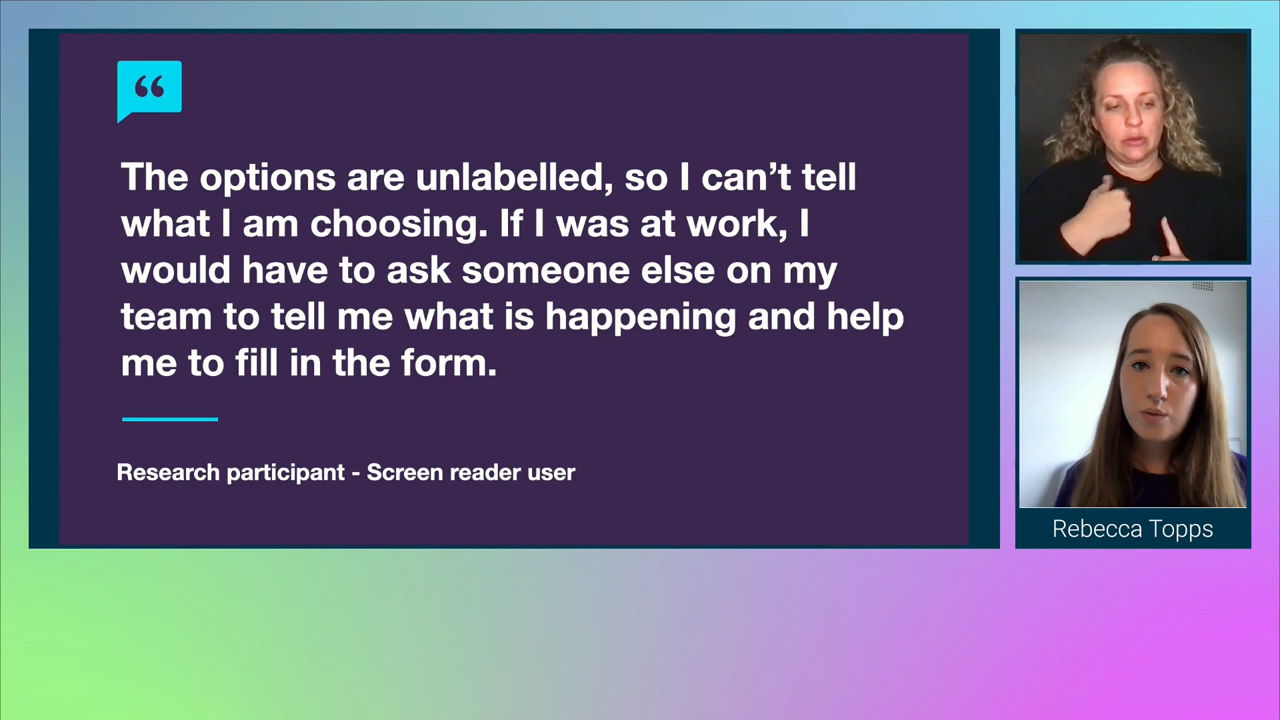 “
The options are unlabelled, so I can’t tell
what I am choosing. If I was at work, I
would have to ask someone else on my
team to tell me what is happening and help
me to fill in the form.
Research participant - Screen reader user
Rebecca Topps